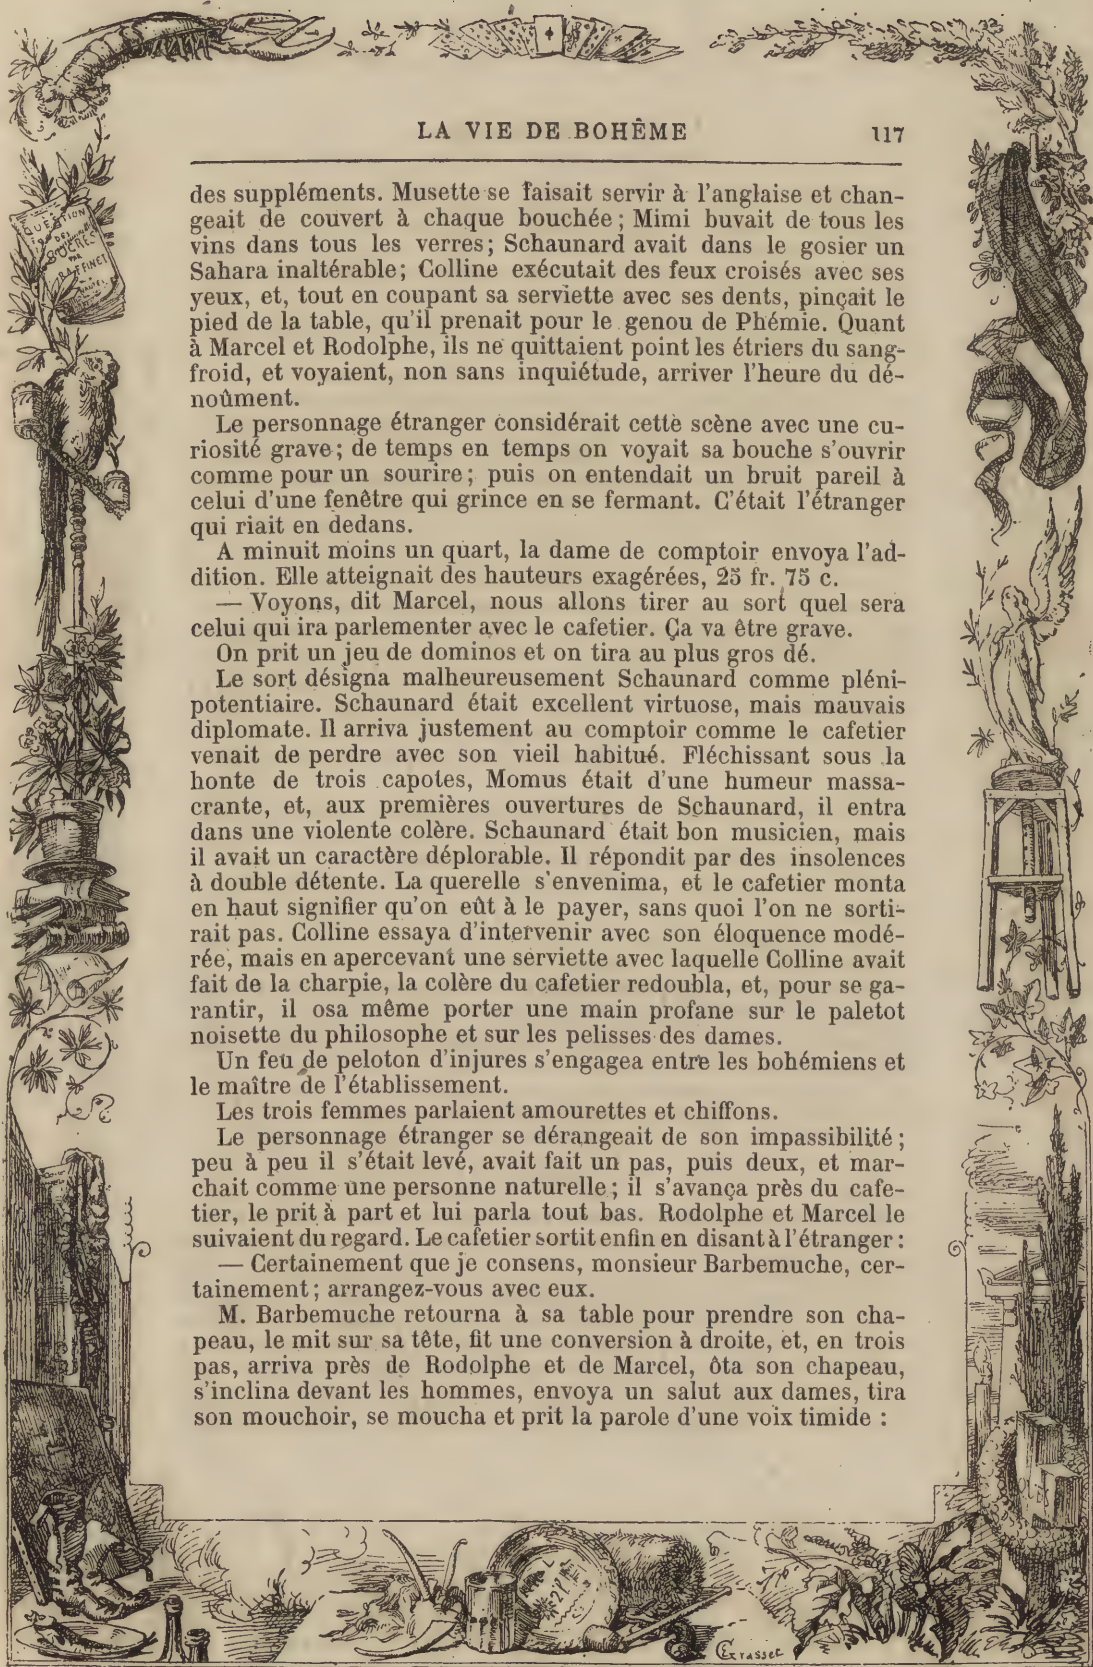 LA VIE DE BOHÊME 117
des suppléments. Musette se faisait servir à l'anglaise et chan-
geait de couvert à chaque bouchée; Mimi buvait de tous les
vins dans tous les verres; Schaunard avait dans le gosier un
Sahara inaltérable; Colline exécutait des feux croisés avec ses
yeux, et, tout en coupant sa serviette avec ses dents, pinçait le
pied de la table, qu'il prenait pour le genou de Phémie. Quant
à Marcel et Rodolphe, ils ne quittaient point les étriers du sang-
froid, et voyaient, non sans inquiétude, arriver l'heure du dé-
noûment.
Le personnage étranger considérait cette scène avec une cu-
riosité grave; de temps en temps on voyait sa bouche s'ouvrir
comme pour un sourire; puis on entendait un bruit pareil à
celui d'une fenêtre qui grince en se fermant. C'était l'étranger
qui riait en dedans.
A minuit moins un quart, la dame de comptoir envoya l'ad-
dition. Elle atteignait des hauteurs exagérées, 25 fr. 75 c.
— Voyons, dit Marcel, nous allons tirer au sort quel sera
celui qui ira parlementer avec le cafetier. Ça va être grave.
On prit un jeu de dominos et on tira au plus gros dé.
Le sort désigna malheureusement Schaunard comme pléni-
potentiaire. Schaunard était excellent virtuose, mais mauvais
diplomate. Il arriva justement au comptoir comme le cafetier
venait de perdre avec son vieil habitué. Fléchissant sous la
honte de trois capotes, Momus était d'une humeur massa-
crante, et, aux premières ouvertures de Schaunard, il entra
dans une violente colère. Schaunard était bon musicien, mais
il avait un caractère déplorable. Il répondit par des insolences
à double détente. La querelle s'envenima, et le cafetier monta
en haut signifier qu'on eût à le payer, sans quoi l'on ne sorti-
rait pas. Colline essaya d'intervenir avec son éloquence modé-
rée, mais en apercevant une serviette avec laquelle Colline avait
fait de la charpie, la colère du cafetier redoubla, et, pour se ga-
rantir, il osa même porter une main profane sur le paletot
noisette du philosophe et sur les pelisses des dames.
Un feu de peloton d'injures s'engagea entre les bohémiens et
le maître de l'établissement.
Les trois femmes parlaient amourettes et chiffons.
Le personnage étranger se dérangeait de son impassibilité;
peu à peu il s'était levé, avait fait un pas, puis deux, et mar-
chait comme une personne naturelle; il s'avança près du cafe-
tier, le prit à part et lui parla tout bas. Rodolphe et Marcel le
suivaient du regard. Le cafetier sortit enfin en disant à l'étranger:
— Certainement que je consens, monsieur Barbemuche, cer-
tainement; arrangez-vous avec eux.
M. Barbemuche retourna à sa table pour prendre son cha-
peau, le mit sur sa tête, fit une conversion à droite, et, en trois
pas, arriva près de Rodolphe et de Marcel, ôta son chapeau,
s'inclina devant les hommes, envoya un salut aux dames, tira
son mouchoir, se moucha et prit la parole d'une voix timide:
QUESTION
DES
SUCRES
PAR
RAFFINET
EGrasset